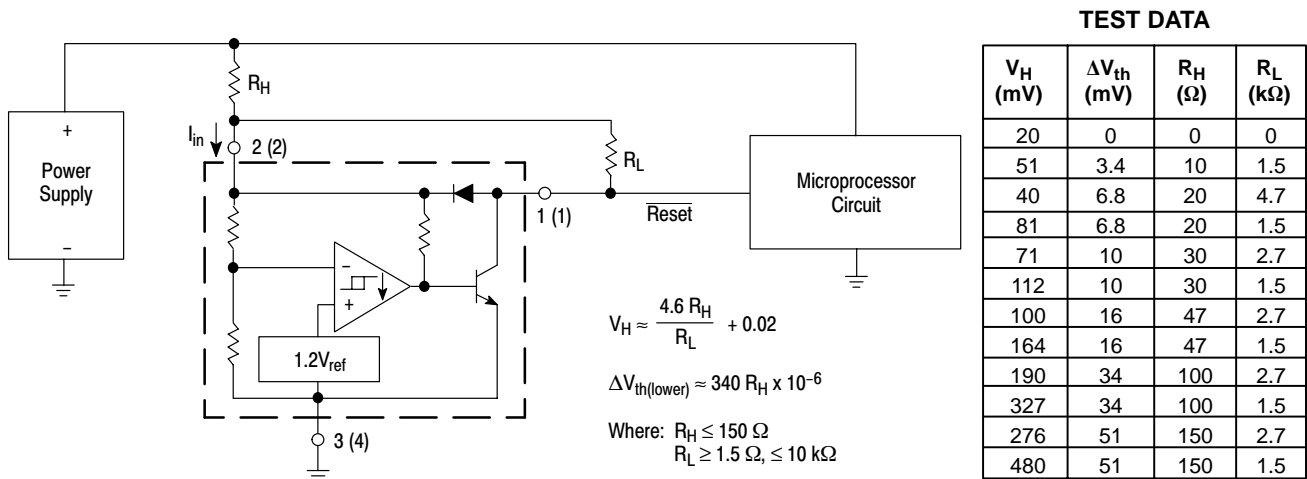 TEST DATA
R_H
I_in
2 (2)
+
Power
Supply
−
R_L
1 (1)
R̅e̅s̅e̅t̅
Microprocessor
Circuit
−
+
1.2V_ref
3 (4)
V_H ≈ 4.6 R_H / R_L + 0.02
ΔV_th(lower) ≈ 340 R_H x 10^−6
Where: R_H ≤ 150 Ω
R_L ≥ 1.5 Ω, ≤ 10 kΩ
V_H (mV) ΔV_th (mV) R_H (Ω) R_L (kΩ)
20 0 0 0
51 3.4 10 1.5
40 6.8 20 4.7
81 6.8 20 1.5
71 10 30 2.7
112 10 30 1.5
100 16 47 2.7
164 16 47 1.5
190 34 100 2.7
327 34 100 1.5
276 51 150 2.7
480 51 150 1.5